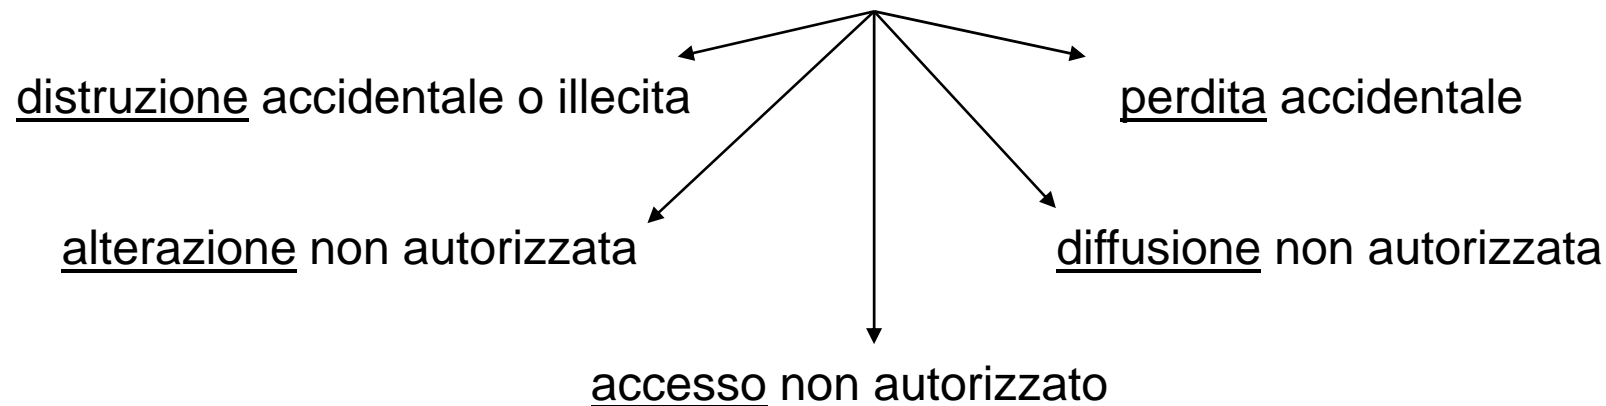 distruzione accidentale o illecita
perdita accidentale
alterazione non autorizzata
diffusione non autorizzata
accesso non autorizzato